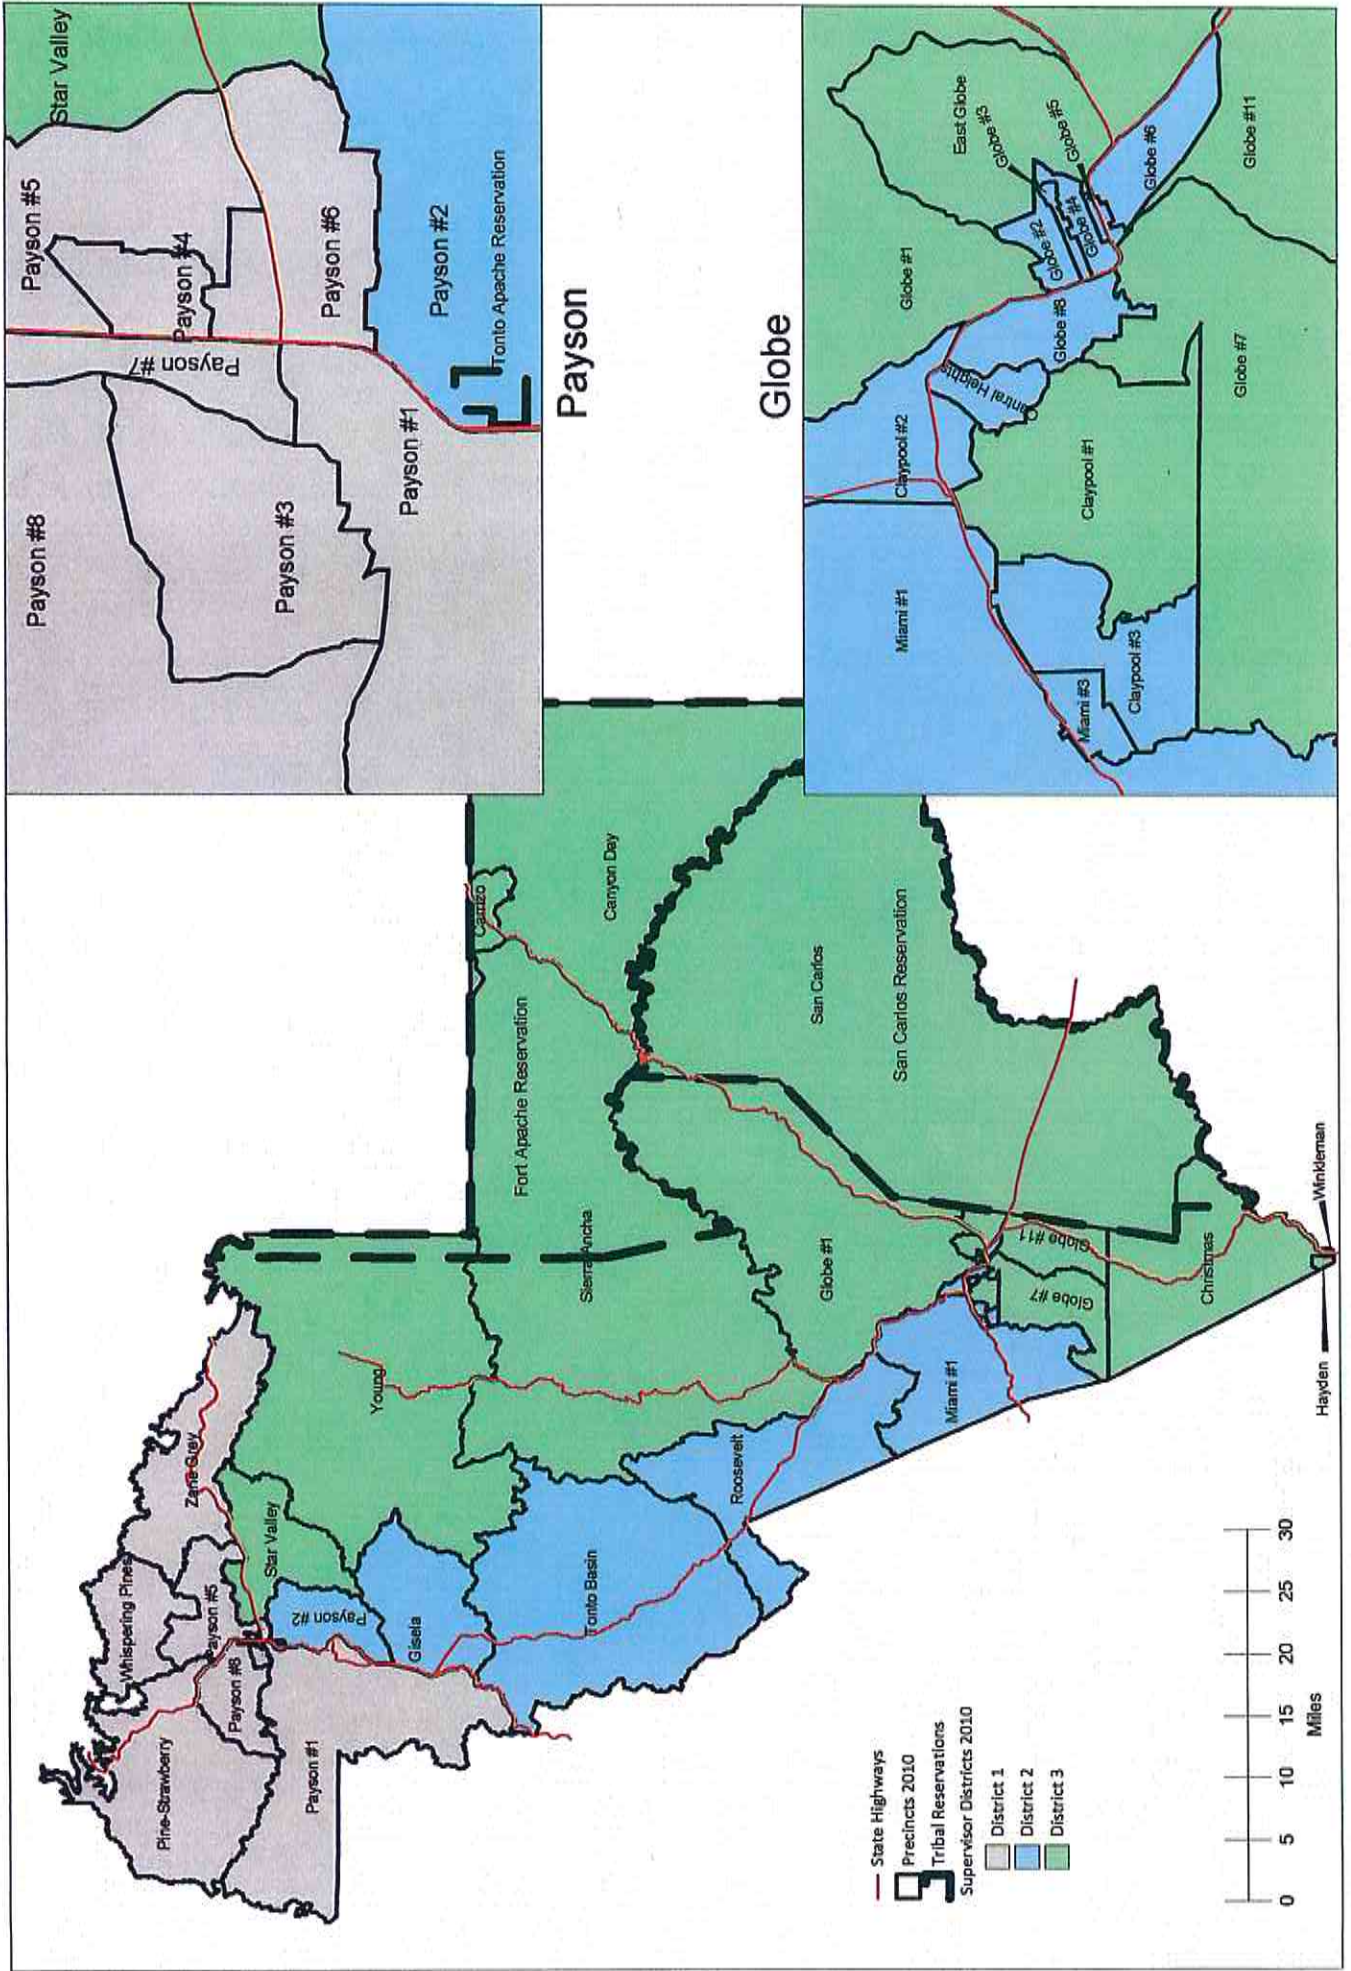 Star Valley
Payson #5
Payson #4
Payson #6
Payson #2
Tonto Apache Reservation
Payson #7
Payson #8
Payson #3
Payson #1
Payson
Globe
East Globe
Globe #3
Globe #5
Globe #6
Globe #11
Globe #1
Globe #2
Globe #4
Globe #8
Globe #7
Central Heights
Claypool #2
Claypool #1
Miami #1
Miami #3
Claypool #3
Carrizo
Canyon Day
Fort Apache Reservation
San Carlos
San Carlos Reservation
Sierra Ancha
Globe #1
Globe #11
Globe #7
Christmas
Winkleman
Hayden
Young
Zane Grey
Star Valley
Whispering Pines
Payson #5
Payson #2
Gisela
Tonto Basin
Roosevelt
Miami #1
Payson #8
Pine-Strawberry
Payson #1
State Highways
Precincts 2010
Tribal Reservations
Supervisor Districts 2010
District 1
District 2
District 3
0 5 10 15 20 25 30
Miles